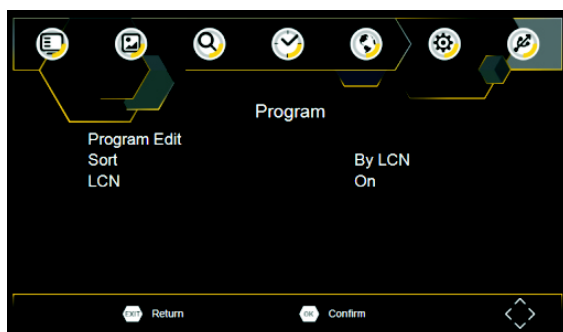 Program
Program Edit
Sort By LCN
LCN On
EXIT Return OK Confirm